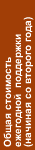 Общая стоимость
ежегодной поддержки
(начиная со второго года)